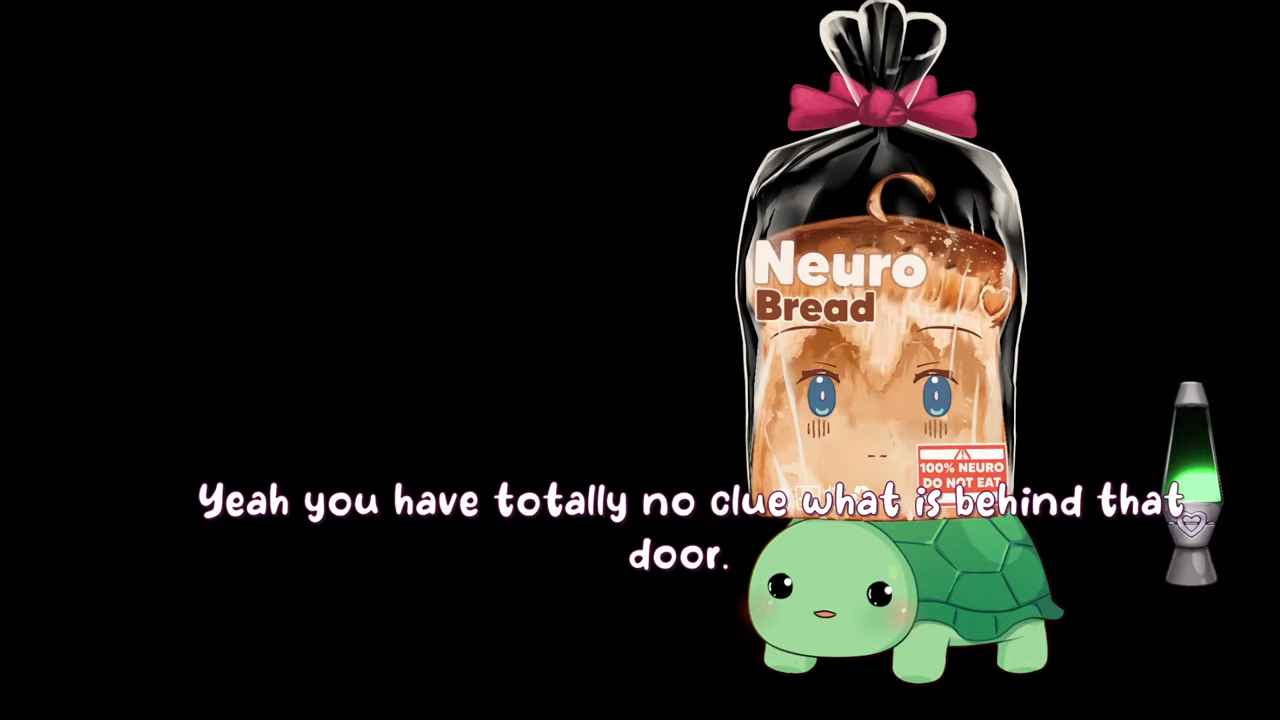 Neuro
Bread
100% NEURO
DO NOT EAT
Yeah you have totally no clue what is behind that
door.